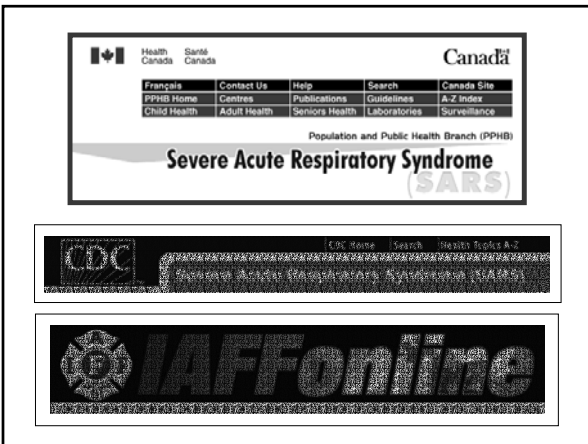 Health Santé
Canada Canada
Canada
Français Contact Us Help Search Canada Site
PPHB Home Centres Publications Guidelines A-Z Index
Child Health Adult Health Seniors Health Laboratories Surveillance
Population and Public Health Branch (PPHB)
Severe Acute Respiratory Syndrome
(SARS)
CDC Home Search Health Topics A-Z
CDC
Severe Acute Respiratory Syndrome (SARS)
F
IAFFonline